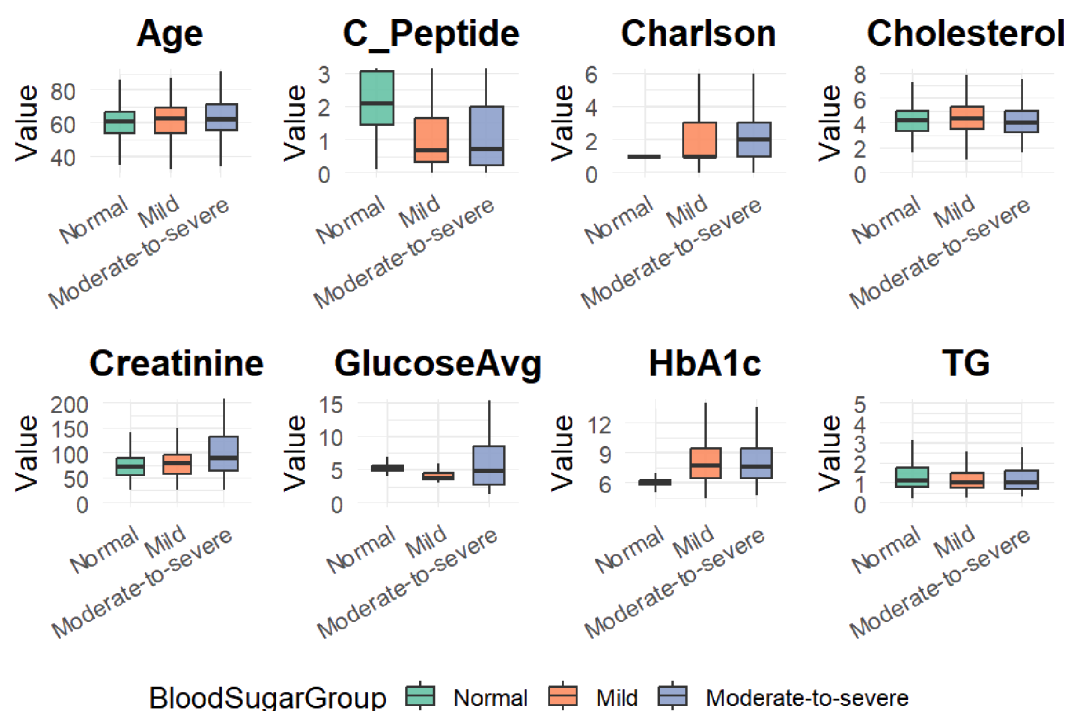 Age
Value
80
60
40
Normal
Mild
Moderate-to-severe
C_Peptide
Value
3
2
1
0
Normal
Mild
Moderate-to-severe
Charlson
Value
6
4
2
0
Normal
Mild
Moderate-to-severe
Cholesterol
Value
8
6
4
2
0
Normal
Mild
Moderate-to-severe
Creatinine
Value
200
150
100
50
0
Normal
Mild
Moderate-to-severe
GlucoseAvg
Value
15
10
5
0
Normal
Mild
Moderate-to-severe
HbA1c
Value
12
9
6
Normal
Mild
Moderate-to-severe
TG
Value
5
4
3
2
1
0
Normal
Mild
Moderate-to-severe
BloodSugarGroup Normal Mild Moderate-to-severe